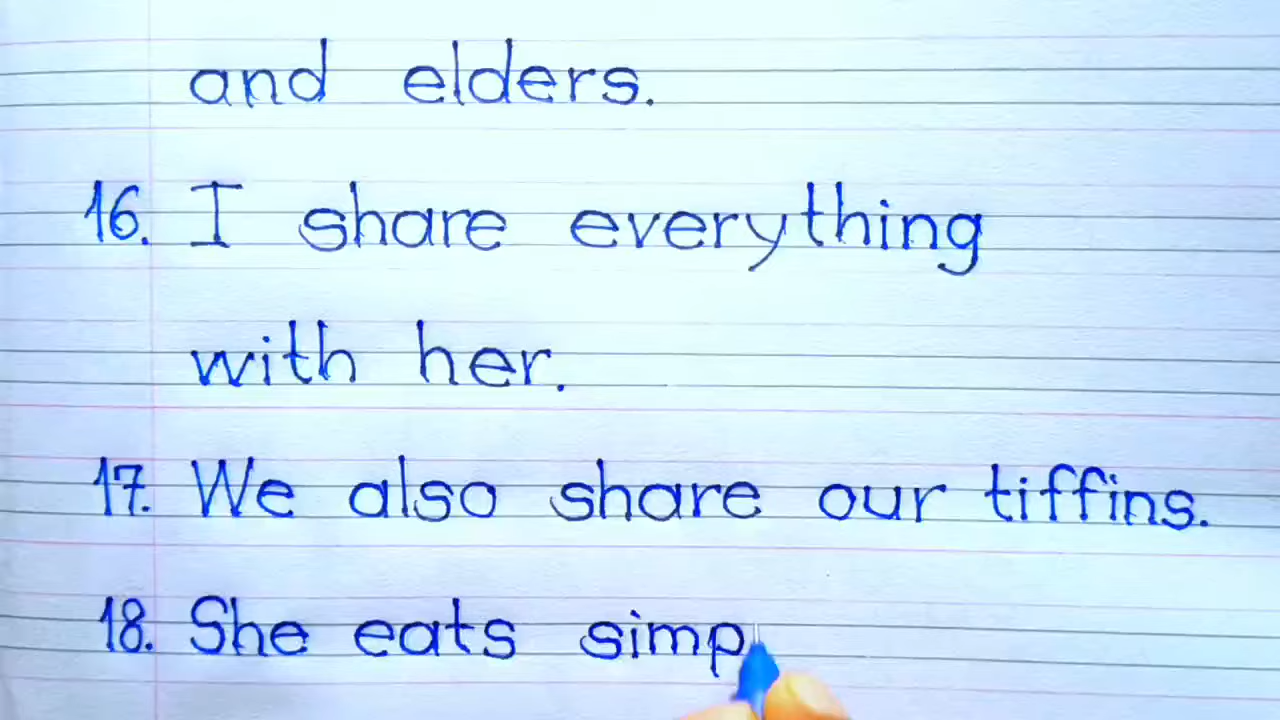 and elders.
16. I share everything
with her.
17. We also share our tiffins.
18. She eats simp